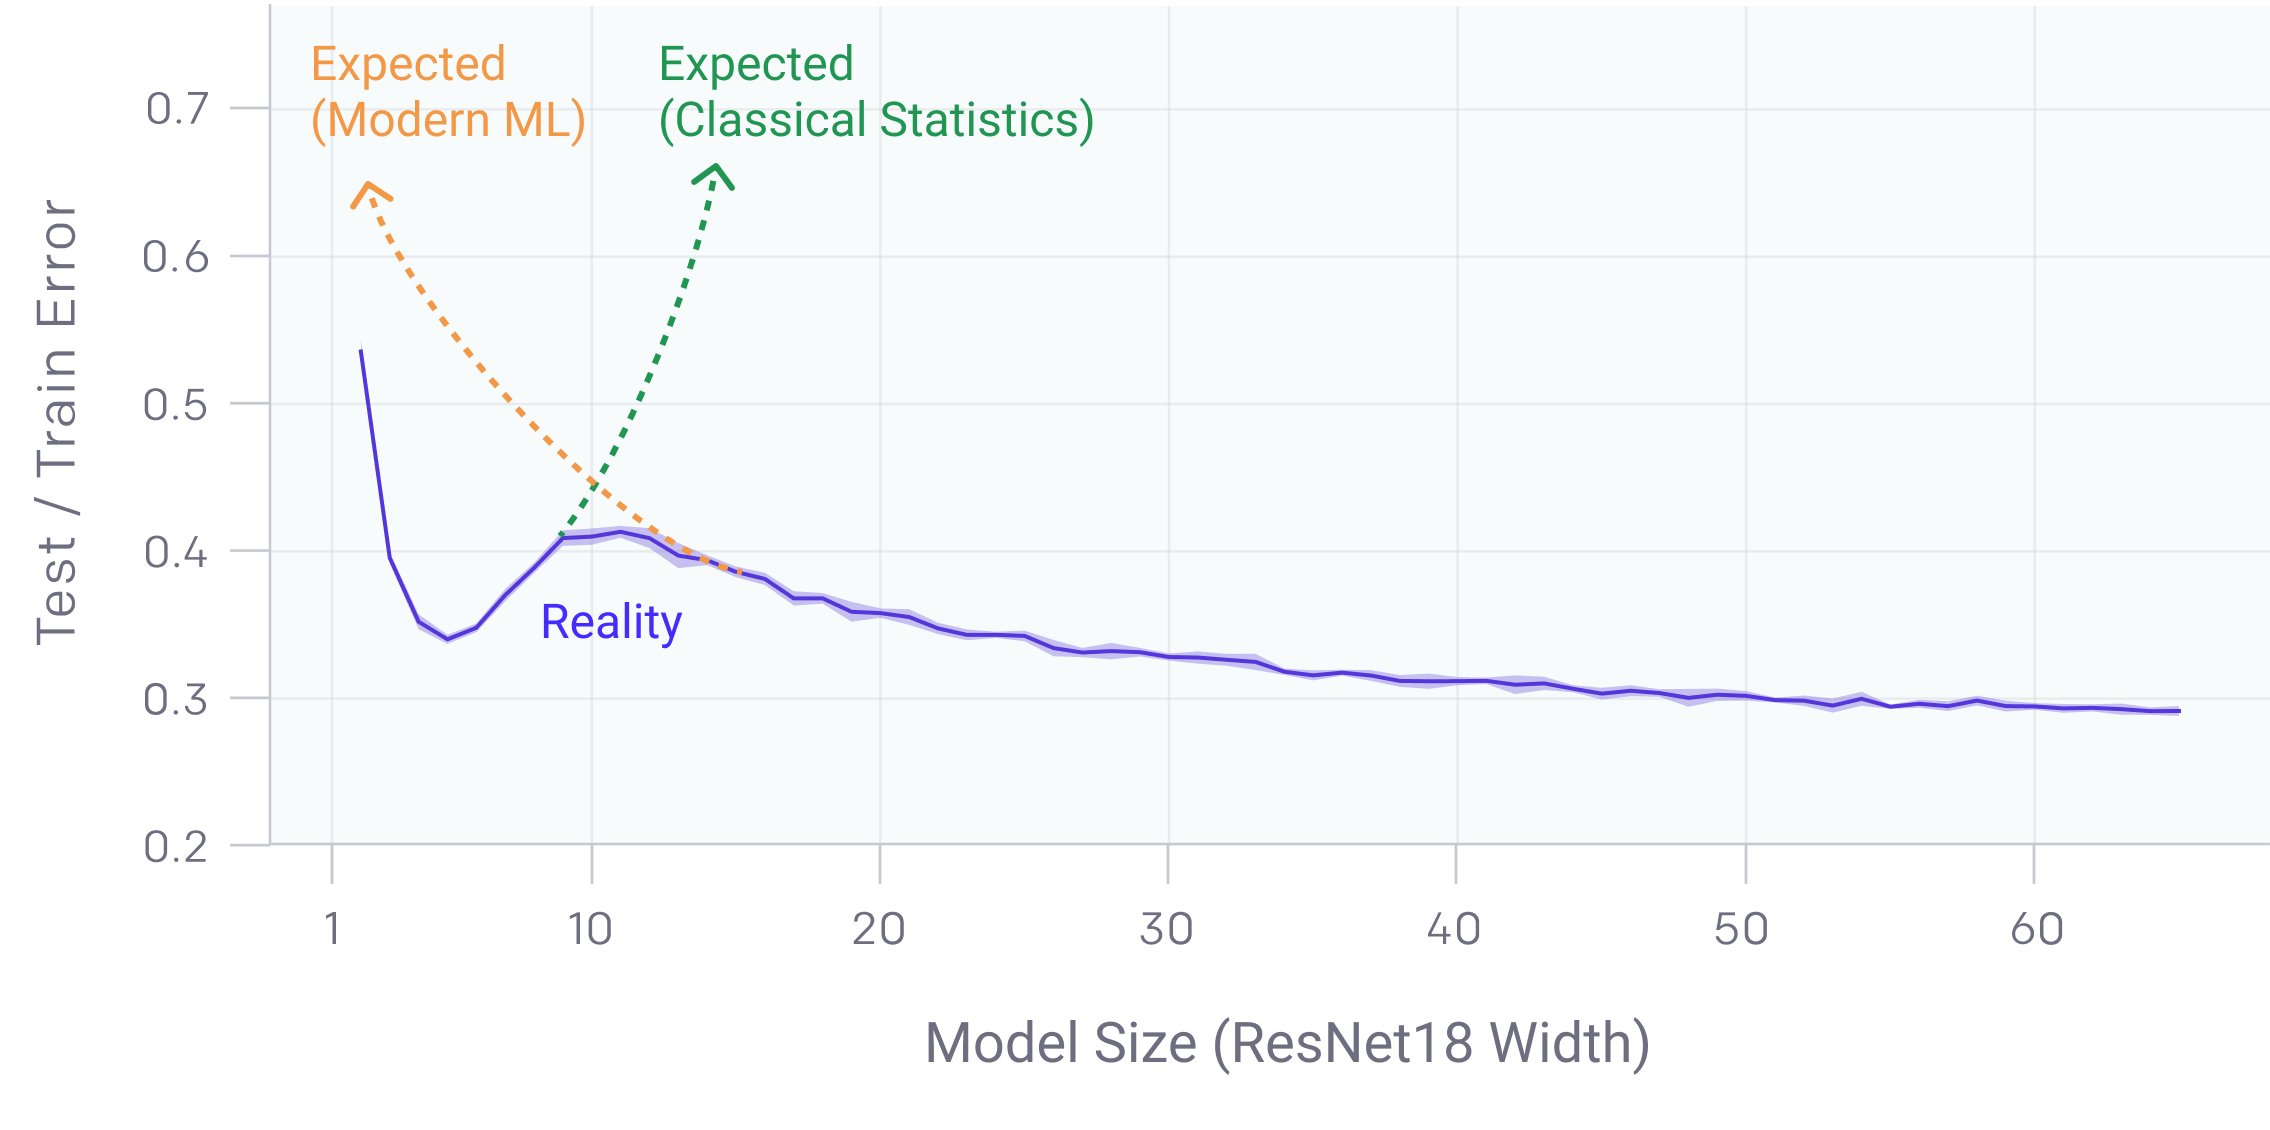 Expected
(Modern ML)
Expected
(Classical Statistics)
Reality
Test / Train Error
0.7
0.6
0.5
0.4
0.3
0.2
1
10
20
30
40
50
60
Model Size (ResNet18 Width)